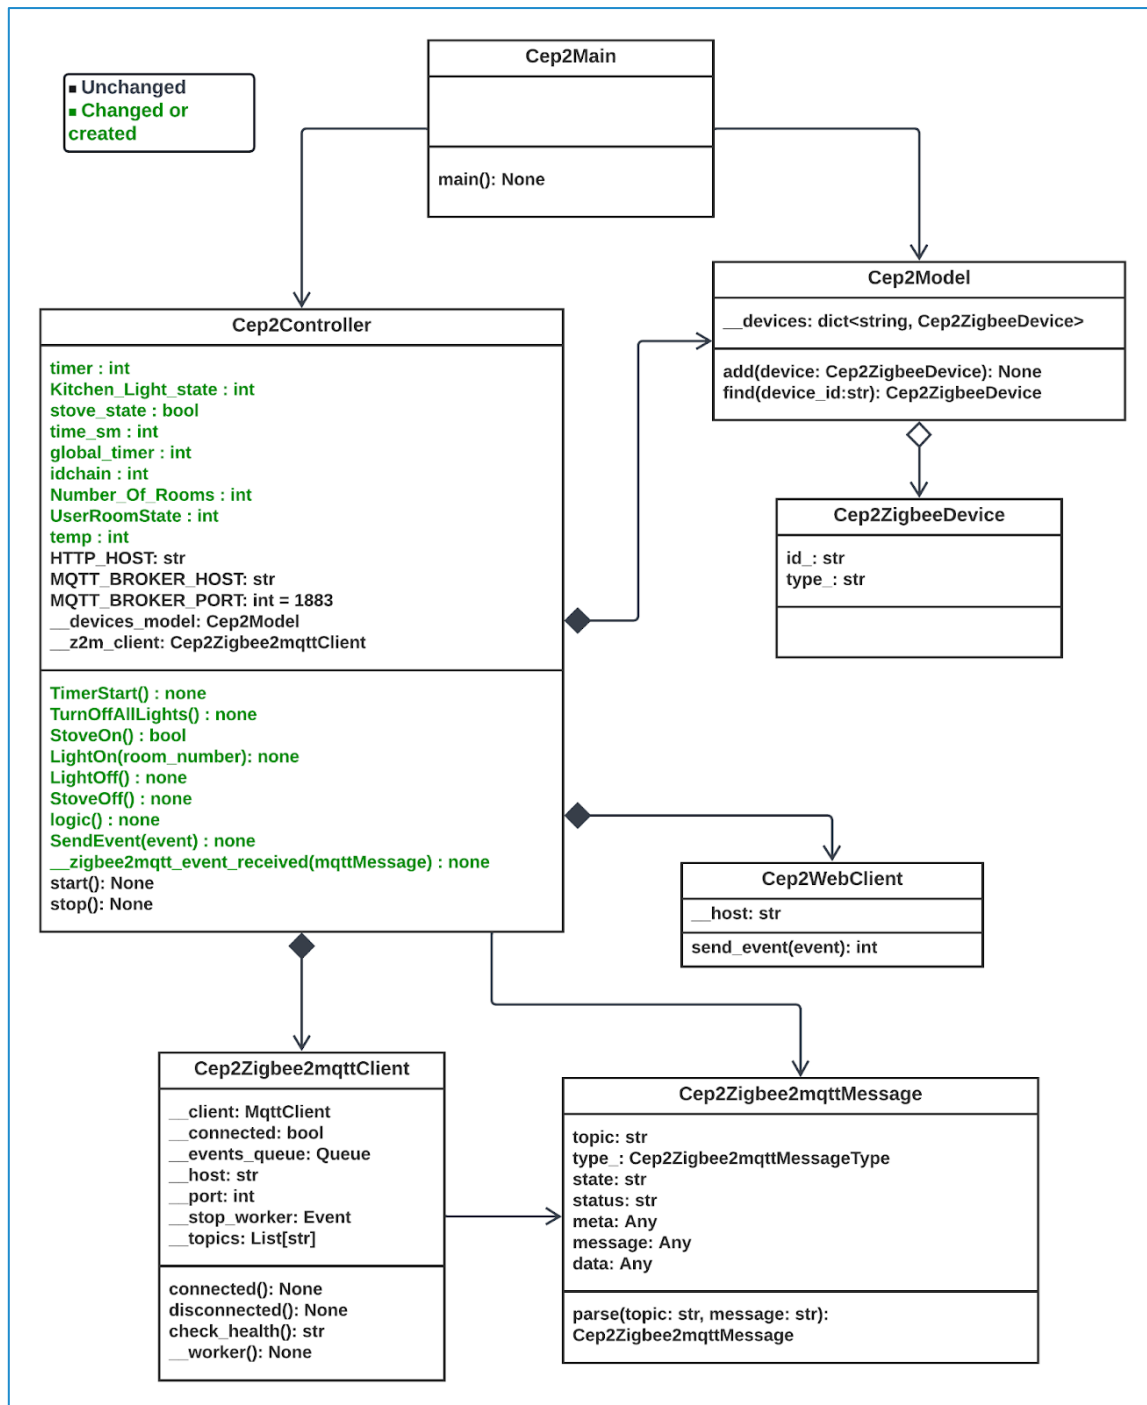 Cep2Main
■ Unchanged
■ Changed or
created
main(): None
Cep2Model
__devices: dict<string, Cep2ZigbeeDevice>
add(device: Cep2ZigbeeDevice): None
find(device_id:str): Cep2ZigbeeDevice
Cep2Controller
timer : int
Kitchen_Light_state : int
stove_state : bool
time_sm : int
global_timer : int
idchain : int
Number_Of_Rooms : int
UserRoomState : int
temp : int
HTTP_HOST: str
MQTT_BROKER_HOST: str
MQTT_BROKER_PORT: int = 1883
__devices_model: Cep2Model
__z2m_client: Cep2Zigbee2mqttClient
TimerStart() : none
TurnOffAllLights() : none
StoveOn() : bool
LightOn(room_number): none
LightOff() : none
StoveOff() : none
logic() : none
SendEvent(event) : none
__zigbee2mqtt_event_received(mqttMessage) : none
start(): None
stop(): None
Cep2ZigbeeDevice
id_: str
type_: str
Cep2WebClient
__host: str
send_event(event): int
Cep2Zigbee2mqttClient
__client: MqttClient
__connected: bool
__events_queue: Queue
__host: str
__port: int
__stop_worker: Event
__topics: List[str]
connected(): None
disconnected(): None
check_health(): str
__worker(): None
Cep2Zigbee2mqttMessage
topic: str
type_: Cep2Zigbee2mqttMessageType
state: str
status: str
meta: Any
message: Any
data: Any
parse(topic: str, message: str):
Cep2Zigbee2mqttMessage